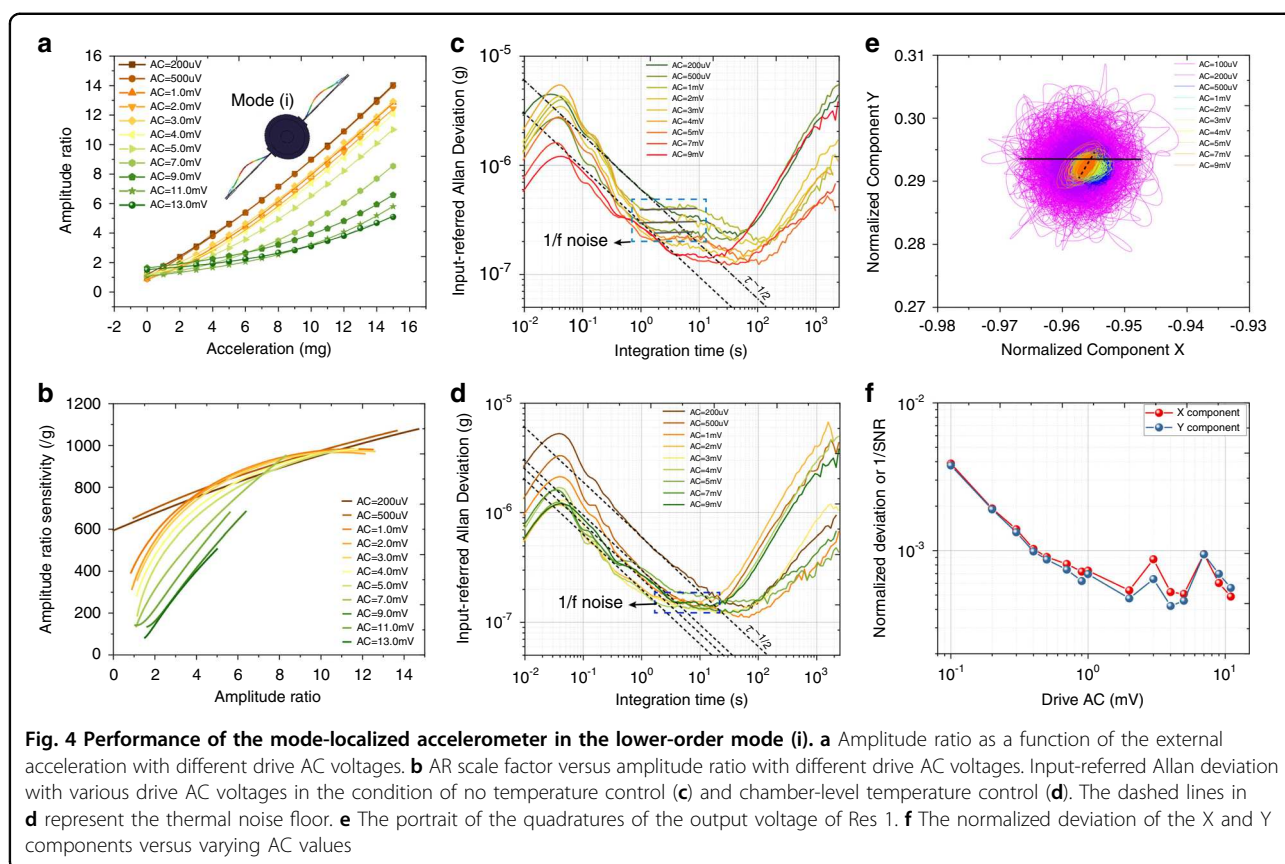 a
16
14
12
10
8
6
4
2
0
Amplitude ratio
AC=200uV
AC=500uV
AC=1.0mV
AC=2.0mV
AC=3.0mV
AC=4.0mV
AC=5.0mV
AC=7.0mV
AC=9.0mV
AC=11.0mV
AC=13.0mV
Mode (i)
-2 0 2 4 6 8 10 12 14 16
Acceleration (mg)
c
10⁻⁵
10⁻⁶
10⁻⁷
Input-referred Allan Deviation (g)
AC=200uV
AC=500uV
AC=1mV
AC=2mV
AC=3mV
AC=4mV
AC=5mV
AC=7mV
AC=9mV
1/f noise
τ⁻¹/²
10⁻² 10⁻¹ 10⁰ 10¹ 10² 10³
Integration time (s)
e
0.31
0.30
0.29
0.28
0.27
Normalized Component Y
AC=100uV
AC=200uV
AC=500uV
AC=1mV
AC=2mV
AC=3mV
AC=4mV
AC=5mV
AC=7mV
AC=9mV
-0.98 -0.97 -0.96 -0.95 -0.94 -0.93
Normalized Component X
b
1200
1000
800
600
400
200
0
Amplitude ratio sensitivity (/g)
AC=200uV
AC=500uV
AC=1.0mV
AC=2.0mV
AC=3.0mV
AC=4.0mV
AC=5.0mV
AC=7.0mV
AC=9.0mV
AC=11.0mV
AC=13.0mV
0 2 4 6 8 10 12 14
Amplitude ratio
d
10⁻⁵
10⁻⁶
10⁻⁷
Input-referred Allan Deviation (g)
AC=200uV
AC=500uV
AC=1mV
AC=2mV
AC=3mV
AC=4mV
AC=5mV
AC=7mV
AC=9mV
1/f noise
τ⁻¹/²
10⁻² 10⁻¹ 10⁰ 10¹ 10² 10³
Integration time (s)
f
10⁻²
10⁻³
Normalized deviation or 1/SNR
X component
Y component
10⁻¹ 10⁰ 10¹
Drive AC (mV)
Fig. 4 Performance of the mode-localized accelerometer in the lower-order mode (i). a Amplitude ratio as a function of the external
acceleration with different drive AC voltages. b AR scale factor versus amplitude ratio with different drive AC voltages. Input-referred Allan deviation
with various drive AC voltages in the condition of no temperature control (c) and chamber-level temperature control (d). The dashed lines in
d represent the thermal noise floor. e The portrait of the quadratures of the output voltage of Res 1. f The normalized deviation of the X and Y
components versus varying AC values